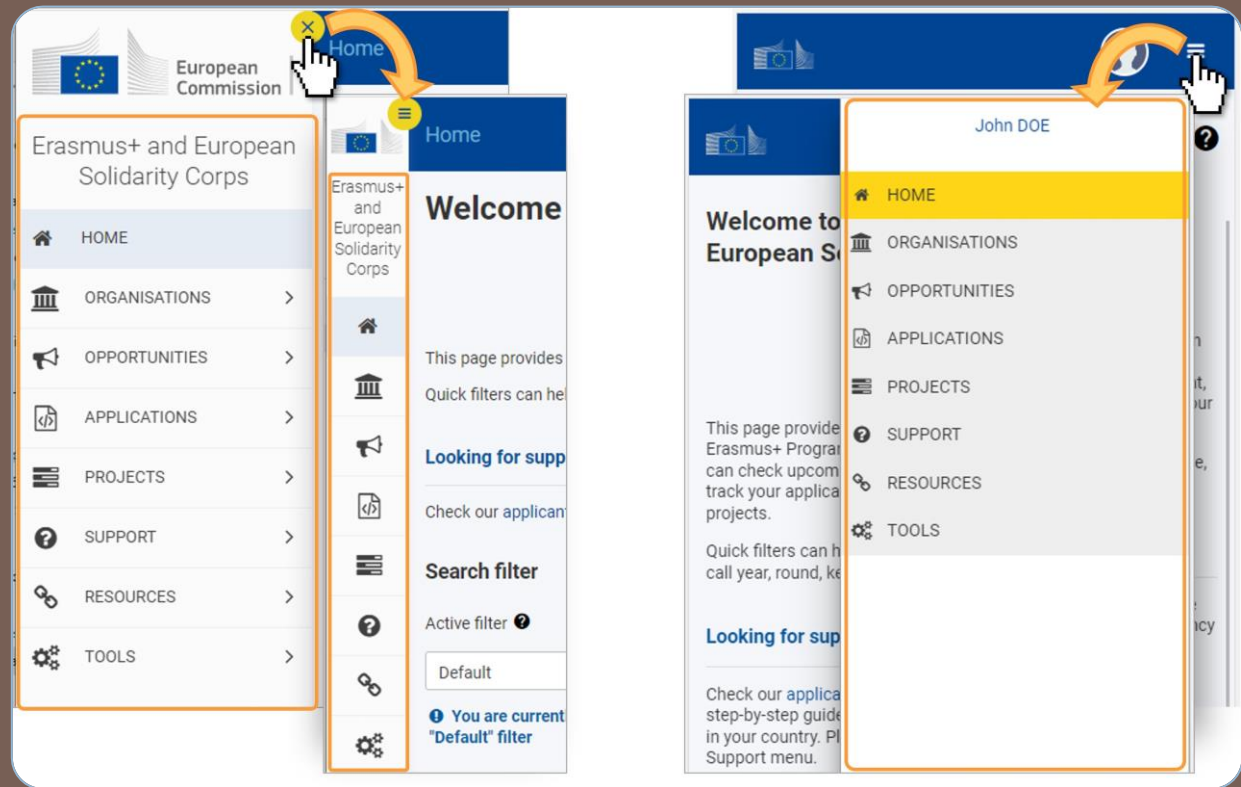 European
Commission
Home
Erasmus+ and European
Solidarity Corps
HOME
ORGANISATIONS
OPPORTUNITIES
APPLICATIONS
PROJECTS
SUPPORT
RESOURCES
TOOLS
Home
Erasmus+
and
European
Solidarity
Corps
Welcome
This page provides
Quick filters can hel
Looking for supp
Check our applican
Search filter
Active filter
Default
You are current
"Default" filter
Welcome to
European S
This page provide
Erasmus+ Progra
can check upcom
track your applica
projects.
Quick filters can h
call year, round, ke
Looking for sup
Check our applica
step-by-step guide
in your country. Pl
Support menu.
John DOE
HOME
ORGANISATIONS
OPPORTUNITIES
APPLICATIONS
PROJECTS
SUPPORT
RESOURCES
TOOLS